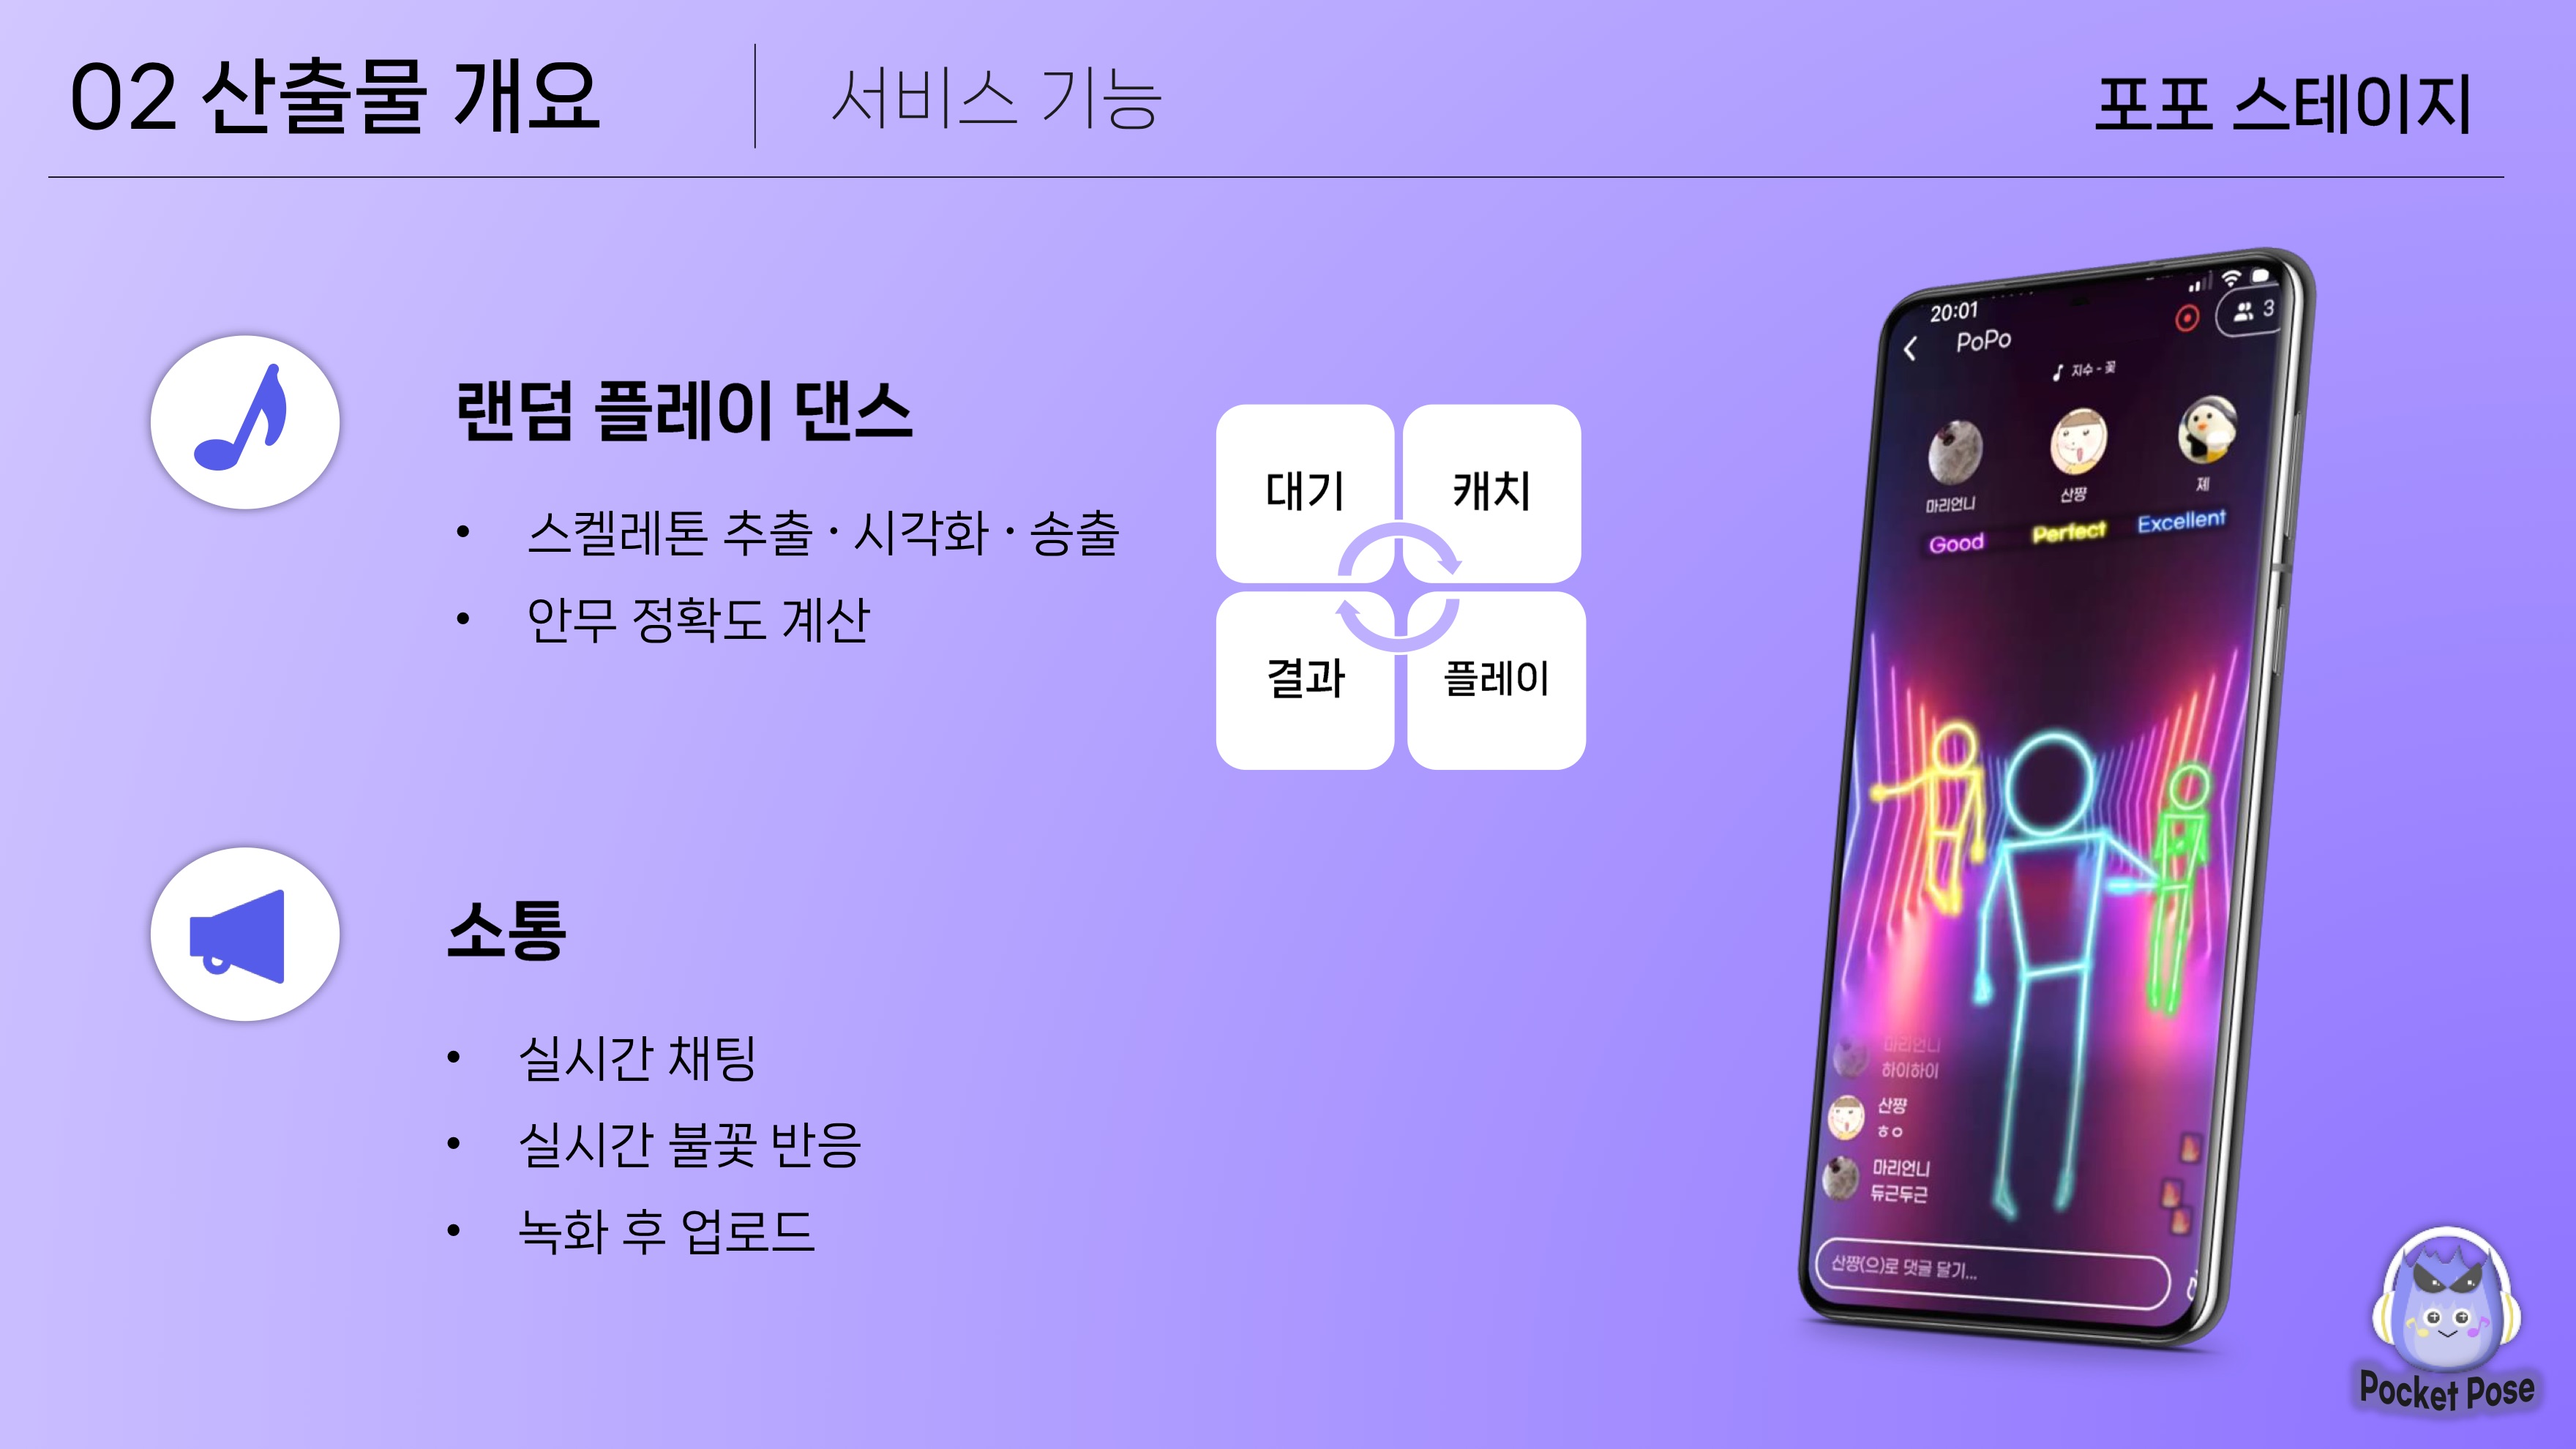 02 산출물 개요
서비스 기능
포포 스테이지
랜덤 플레이 댄스
• 스켈레톤 추출 · 시각화 · 송출
• 안무 정확도 계산
대기
캐치
결과
플레이
소통
• 실시간 채팅
• 실시간 불꽃 반응
• 녹화 후 업로드
20:01
PoPo
3
지수 - 꽃
마리언니
산쨩
제
Good
Perfect
Excellent
마리언니
하이하이
산쨩
ㅎㅇ
마리언니
듀근두근
산쨩(으)로 댓글 달기...
Pocket Pose